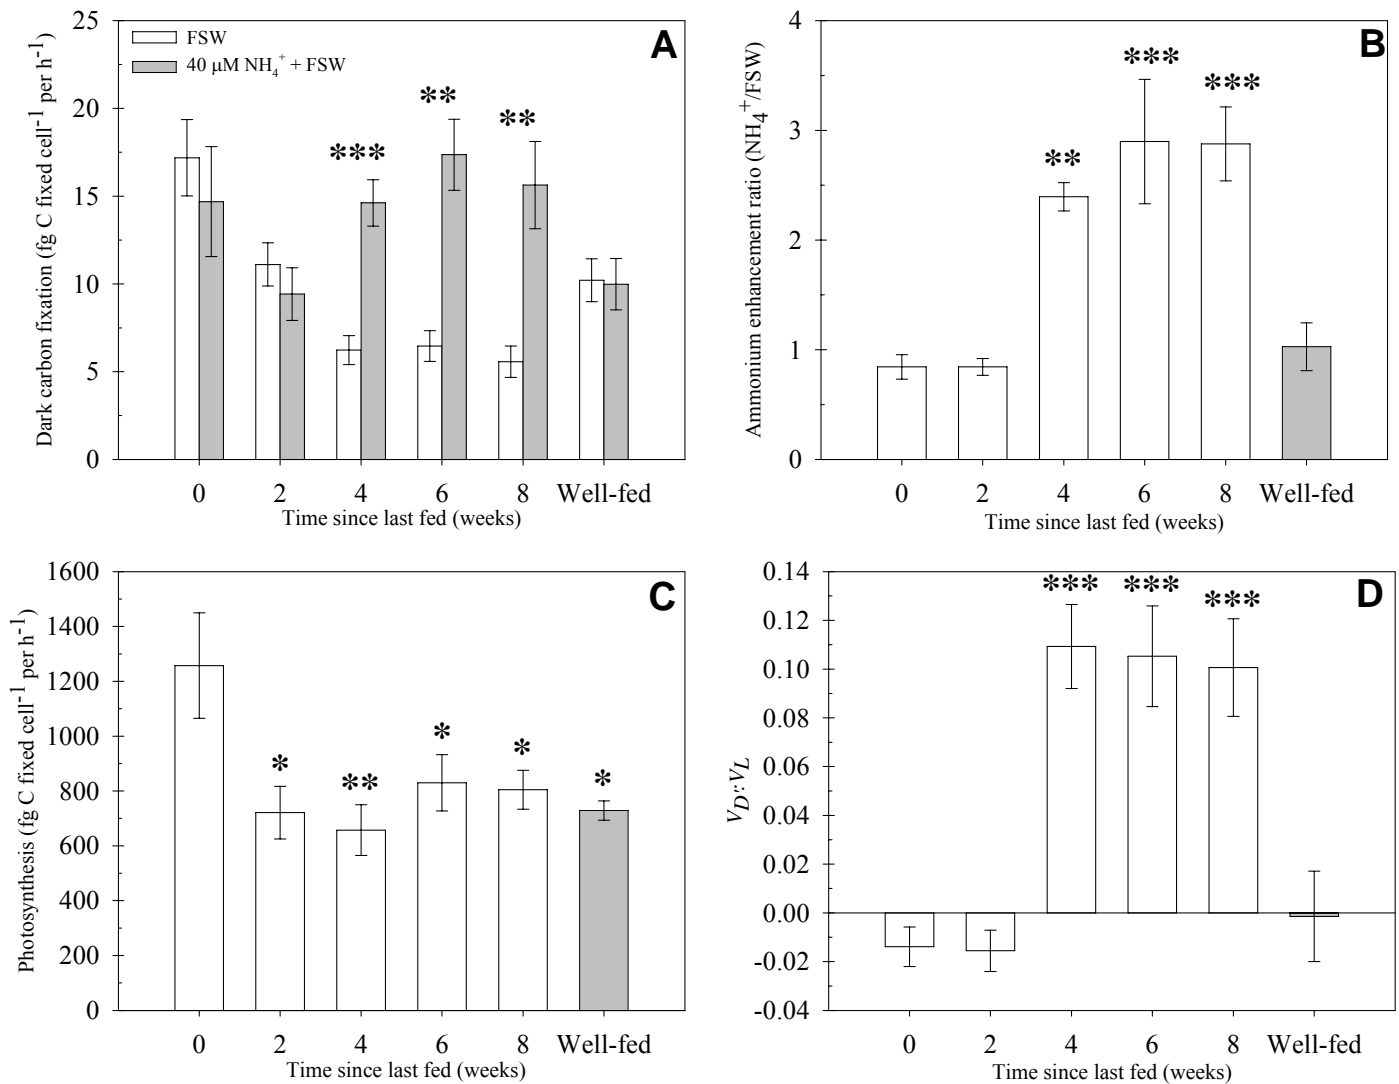 A
FSW
40 μM NH₄⁺ + FSW
Dark carbon fixation (fg C fixed cell⁻¹ per h⁻¹)
25
20
15
10
5
0
***
**
**
0 2 4 6 8 Well-fed
Time since last fed (weeks)
B
Ammonium enhancement ratio (NH₄⁺/FSW)
4
3
2
1
0
**
***
***
0 2 4 6 8 Well-fed
Time since last fed (weeks)
C
Photosynthesis (fg C fixed cell⁻¹ per h⁻¹)
1600
1400
1200
1000
800
600
400
200
0
*
**
*
*
*
0 2 4 6 8 Well-fed
Time since last fed (weeks)
D
V_D':V_L
0.14
0.12
0.10
0.08
0.06
0.04
0.02
0.00
-0.02
-0.04
***
***
***
0 2 4 6 8 Well-fed
Time since last fed (weeks)